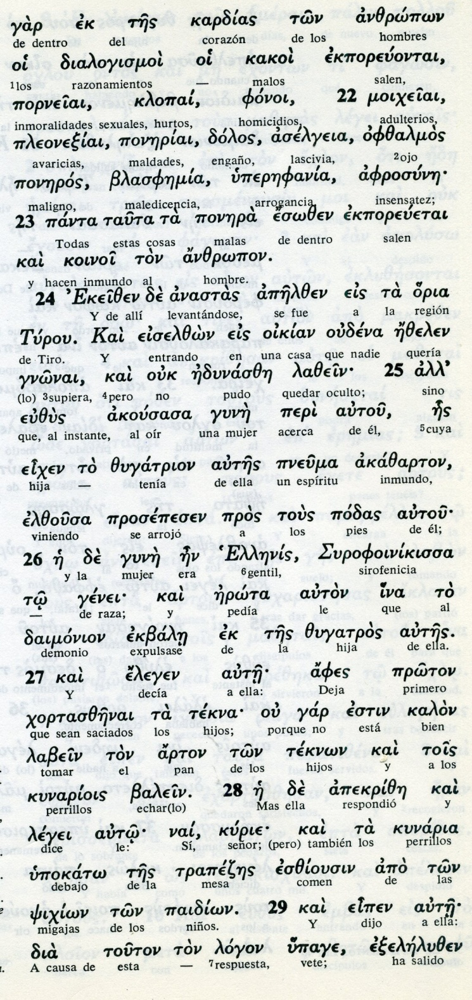 γὰρ ἐκ τῆς καρδίας τῶν ἀνθρώπων
de dentro del corazón de los hombres
οἱ διαλογισμοὶ οἱ κακοὶ ἐκπορεύονται,
1los razonamientos malos salen,
πορνεῖαι, κλοπαί, φόνοι, 22 μοιχεῖαι,
inmoralidades sexuales, hurtos, homicidios, adulterios,
πλεονεξίαι, πονηρίαι, δόλος, ἀσέλγεια, ὀφθαλμὸς
avaricias, maldades, engaño, lascivia, 2ojo
πονηρός, βλασφημία, ὑπερηφανία, ἀφροσύνη·
maligno, maledicencia, arrogancia insensatez;
23 πάντα ταῦτα τὰ πονηρὰ ἔσωθεν ἐκπορεύεται
Todas estas cosas malas de dentro salen
καὶ κοινοῖ τὸν ἄνθρωπον.
y hacen inmundo al hombre.
24 Ἐκεῖθεν δὲ ἀναστὰς ἀπῆλθεν εἰς τὰ ὅρια
Y de allí levantándose, se fue a la región
Τύρου. Καὶ εἰσελθὼν εἰς οἰκίαν οὐδένα ἤθελεν
de Tiro. Y entrando en una casa que nadie quería
γνῶναι, καὶ οὐκ ἠδυνάσθη λαθεῖν· 25 ἀλλ’
(lo) 3supiera, 4pero no pudo quedar oculto; sino
εὐθὺς ἀκούσασα γυνὴ περὶ αὐτοῦ, ἧς
que, al instante, al oír una mujer acerca de él, 5cuya
εἶχεν τὸ θυγάτριον αὐτῆς πνεῦμα ἀκάθαρτον,
hija — tenía de ella un espíritu inmundo,
ἐλθοῦσα προσέπεσεν πρὸς τοὺς πόδας αὐτοῦ·
viniendo se arrojó a los pies de él;
26 ἡ δὲ γυνὴ ἦν Ἑλληνίς, Συροφοινίκισσα
y la mujer era 6gentil, sirofenicia
τῷ γένει· καὶ ἠρώτα αὐτὸν ἵνα τὸ
— de raza; y pedía le que al
δαιμόνιον ἐκβάλῃ ἐκ τῆς θυγατρὸς αὐτῆς.
demonio expulsase de la hija de ella.
27 καὶ ἔλεγεν αὐτῇ· ἄφες πρῶτον
Y decía a ella: Deja primero
χορτασθῆναι τὰ τέκνα· οὐ γάρ ἐστιν καλὸν
que sean saciados los hijos; porque no está bien
λαβεῖν τὸν ἄρτον τῶν τέκνων καὶ τοῖς
tomar el pan de los hijos y a los
κυναρίοις βαλεῖν. 28 ἡ δὲ ἀπεκρίθη καὶ
perrillos echar(lo) Mas ella respondió y
λέγει αὐτῷ· ναί, κύριε· καὶ τὰ κυνάρια
dice le: Sí, señor; (pero) también los perrillos
ὑποκάτω τῆς τραπέζης ἐσθίουσιν ἀπὸ τῶν
debajo de la mesa comen de las
ψιχίων τῶν παιδίων. 29 καὶ εἶπεν αὐτῇ·
migajas de los niños. Y dijo a ella:
διὰ τοῦτον τὸν λόγον ὕπαγε, ἐξελήλυθεν
A causa de esta — 7respuesta, vete; ha salido